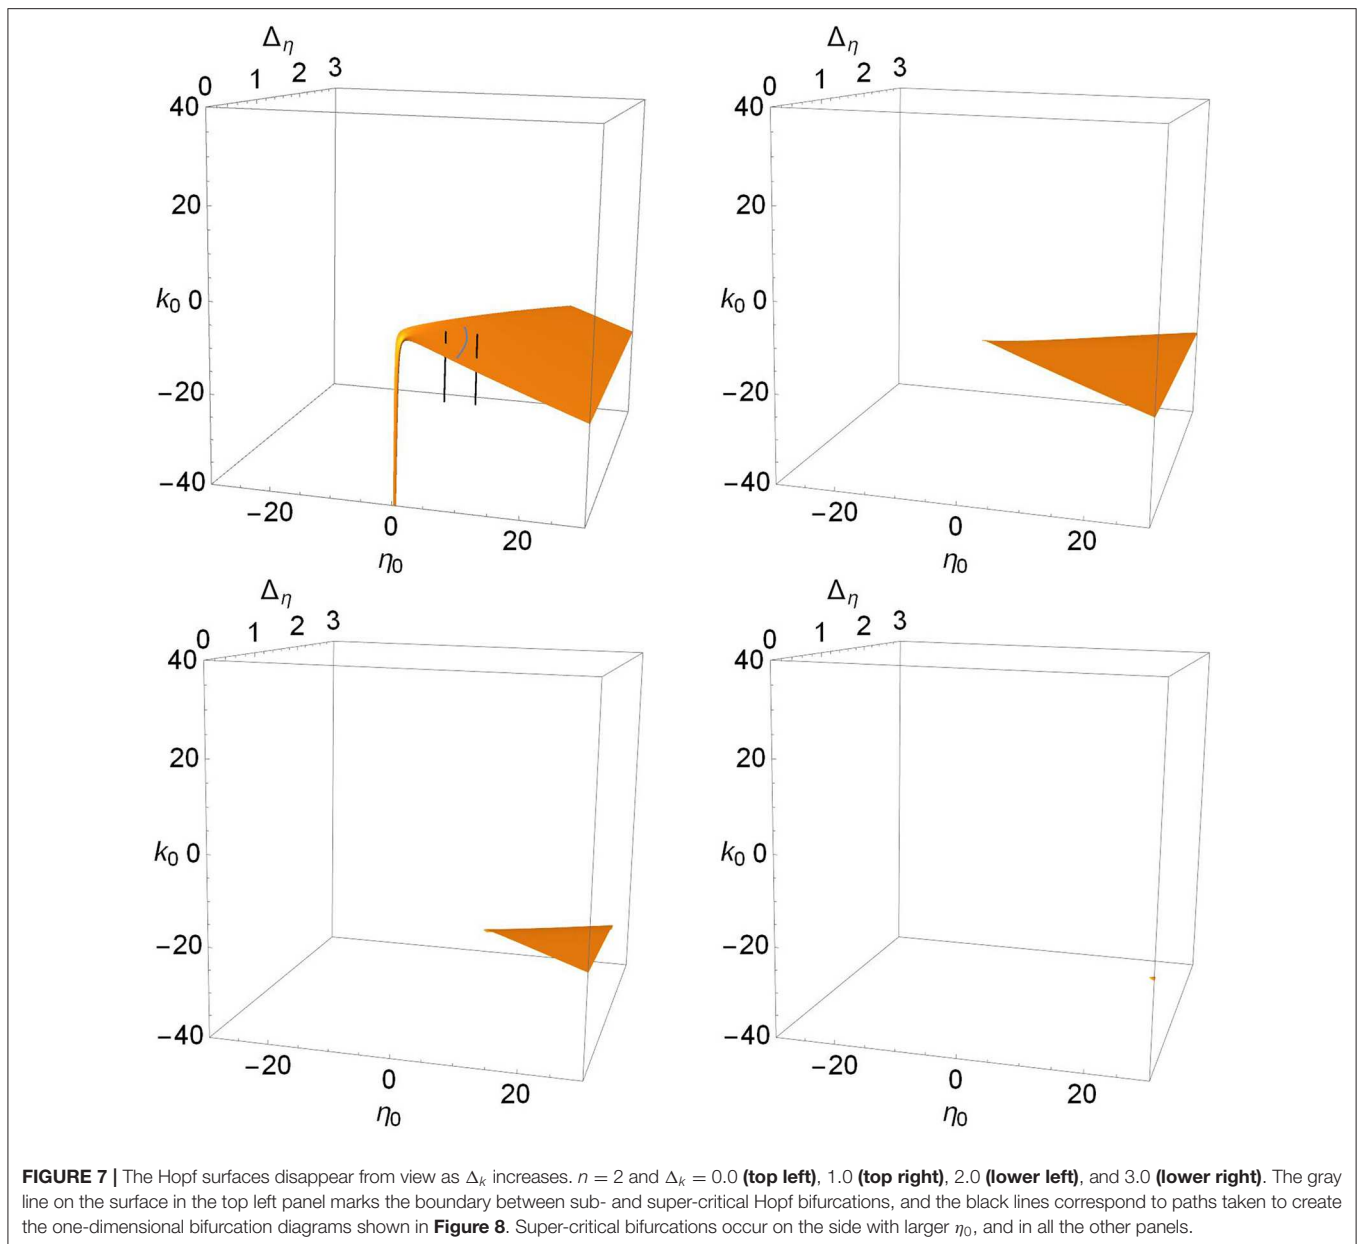 Δη
0 1 2 3
40
20
k0 0
−20
−40
−20 0 20
η0
Δη
0 1 2 3
40
20
k0 0
−20
−40
−20 0 20
η0
Δη
0 1 2 3
40
20
k0 0
−20
−40
−20 0 20
η0
Δη
0 1 2 3
40
20
k0 0
−20
−40
−20 0 20
η0
FIGURE 7 | The Hopf surfaces disappear from view as Δk increases. n = 2 and Δk = 0.0 (top left), 1.0 (top right), 2.0 (lower left), and 3.0 (lower right). The gray
line on the surface in the top left panel marks the boundary between sub- and super-critical Hopf bifurcations, and the black lines correspond to paths taken to create
the one-dimensional bifurcation diagrams shown in Figure 8. Super-critical bifurcations occur on the side with larger η0, and in all the other panels.